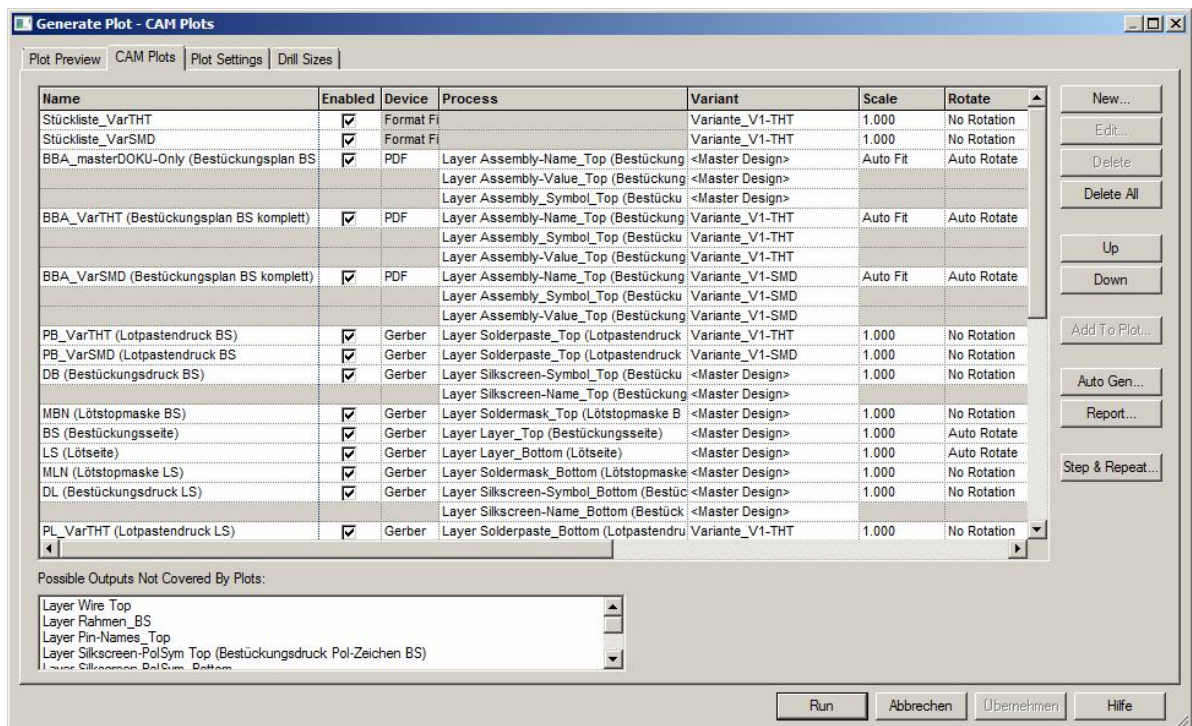 Generate Plot - CAM Plots
Plot Preview CAM Plots Plot Settings Drill Sizes
Name Enabled Device Process Variant Scale Rotate
Stückliste_VarTHT Format Fi Variante_V1-THT 1.000 No Rotation
Stückliste_VarSMD Format Fi Variante_V1-THT 1.000 No Rotation
BBA_masterDOKU-Only (Bestückungsplan BS PDF Layer Assembly-Name_Top (Bestückung <Master Design> Auto Fit Auto Rotate
Layer Assembly-Value_Top (Bestückung <Master Design>
Layer Assembly_Symbol_Top (Bestücku <Master Design>
BBA_VarTHT (Bestückungsplan BS komplett) PDF Layer Assembly-Name_Top (Bestückung Variante_V1-THT Auto Fit Auto Rotate
Layer Assembly_Symbol_Top (Bestücku Variante_V1-THT
Layer Assembly-Value_Top (Bestückung Variante_V1-THT
BBA_VarSMD (Bestückungsplan BS komplett) PDF Layer Assembly-Name_Top (Bestückung Variante_V1-SMD Auto Fit Auto Rotate
Layer Assembly_Symbol_Top (Bestücku Variante_V1-SMD
Layer Assembly-Value_Top (Bestückung Variante_V1-SMD
PB_VarTHT (Lotpastendruck BS) Gerber Layer Solderpaste_Top (Lotpastendruck Variante_V1-THT 1.000 No Rotation
PB_VarSMD (Lotpastendruck BS Gerber Layer Solderpaste_Top (Lotpastendruck Variante_V1-SMD 1.000 No Rotation
DB (Bestückungsdruck BS) Gerber Layer Silkscreen-Symbol_Top (Bestücku <Master Design> 1.000 No Rotation
Layer Silkscreen-Name_Top (Bestückung <Master Design>
MBN (Lötstopmaske BS) Gerber Layer Soldermask_Top (Lötstopmaske B <Master Design> 1.000 No Rotation
BS (Bestückungsseite) Gerber Layer Layer_Top (Bestückungsseite) <Master Design> 1.000 Auto Rotate
LS (Lötseite) Gerber Layer Layer_Bottom (Lötseite) <Master Design> 1.000 Auto Rotate
MLN (Lötstopmaske LS) Gerber Layer Soldermask_Bottom (Lötstopmaske <Master Design> 1.000 No Rotation
DL (Bestückungsdruck LS) Gerber Layer Silkscreen-Symbol_Bottom (Bestüc <Master Design> 1.000 No Rotation
Layer Silkscreen-Name_Bottom (Bestück <Master Design>
PL_VarTHT (Lotpastendruck LS) Gerber Layer Solderpaste_Bottom (Lotpastendru Variante_V1-THT 1.000 No Rotation
New...
Edit...
Delete
Delete All
Up
Down
Add To Plot...
Auto Gen...
Report...
Step & Repeat...
Possible Outputs Not Covered By Plots:
Layer Wire Top
Layer Rahmen_BS
Layer Pin-Names_Top
Layer Silkscreen-PolSym Top (Bestückungsdruck Pol-Zeichen BS)
Layer Silkscreen-PolSym Bottom
Run Abbrechen Übernehmen Hilfe